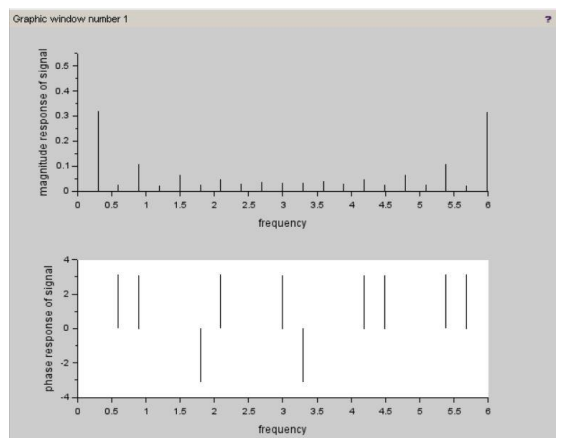 Graphic window number 1 ?
magnitude response of signal
0.5
0.4
0.3
0.2
0.1
0
0 0.5 1 1.5 2 2.5 3 3.5 4 4.5 5 5.5 6
frequency
phase response of signal
4
2
0
-2
-4
0 0.5 1 1.5 2 2.5 3 3.5 4 4.5 5 5.5 6
frequency